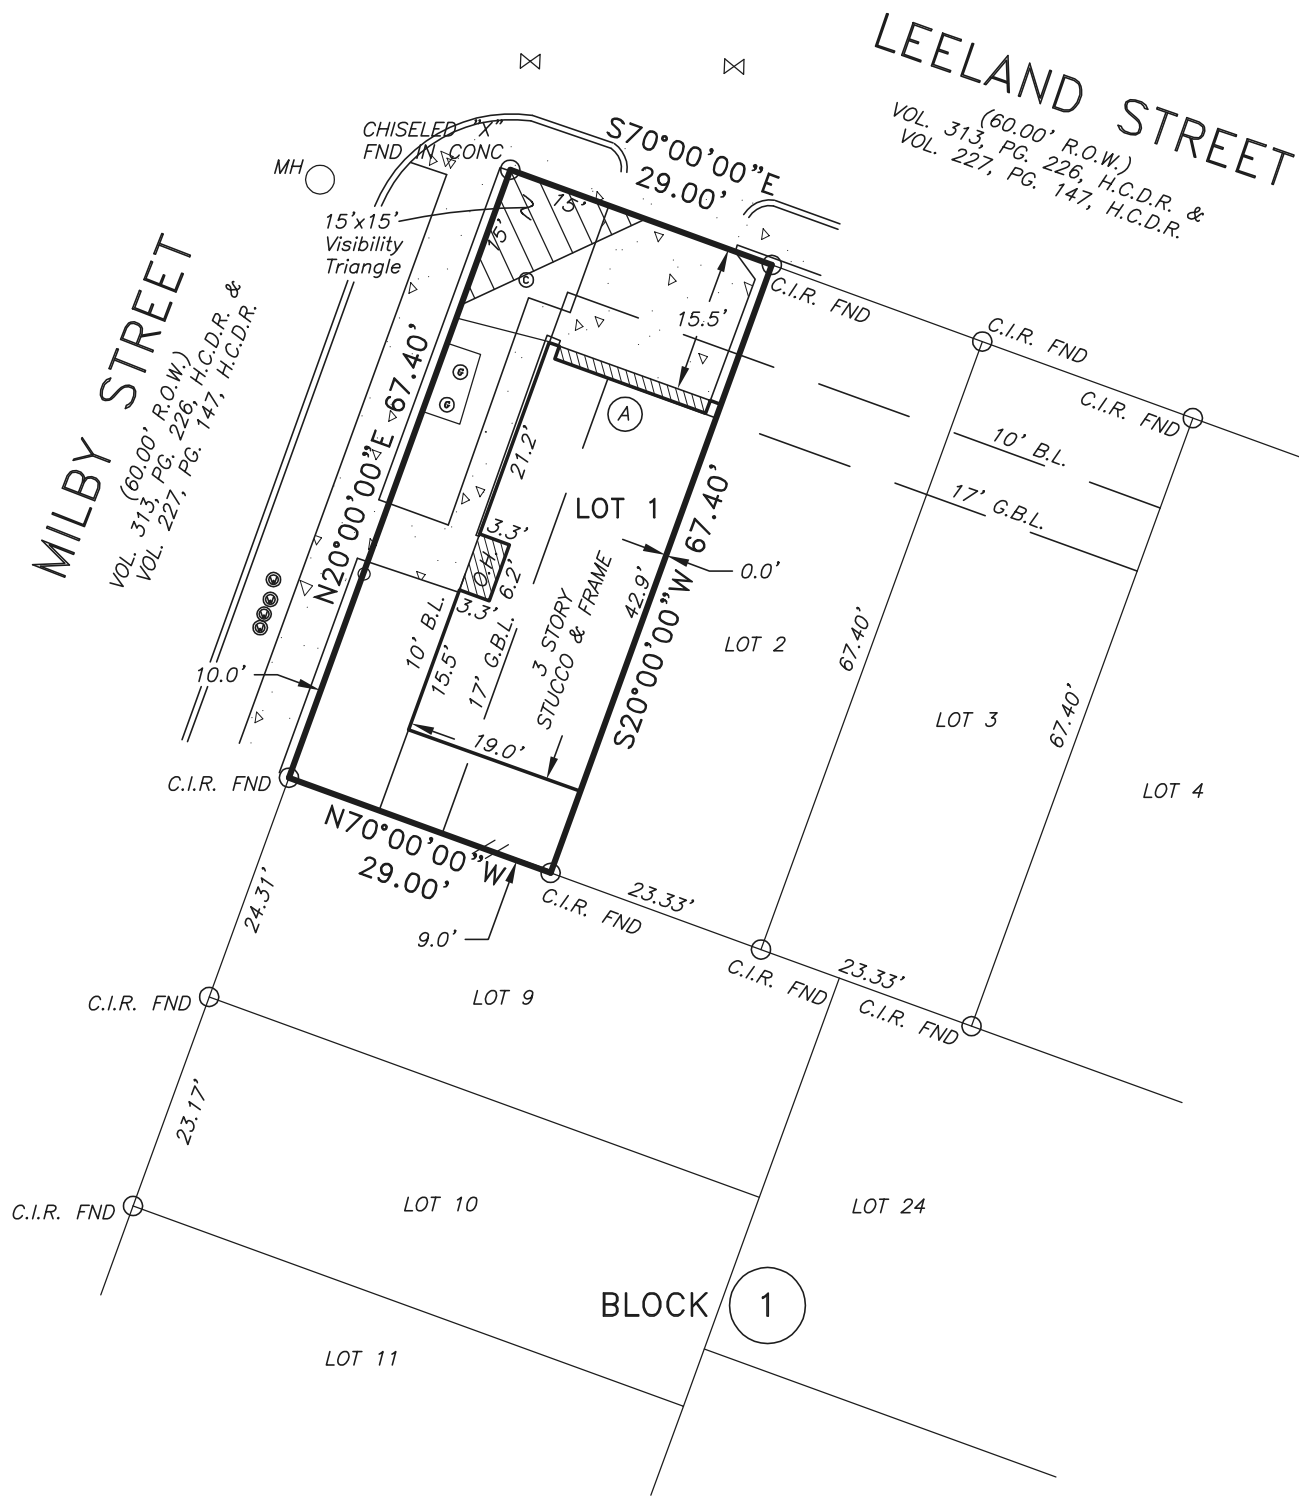 LEELAND STREET
(60.00' R.O.W.)
VOL. 313, PG. 226, H.C.D.R. &
VOL. 227, PG. 147, H.C.D.R.
CHISELED "X"
FND IN CONC
S70°00'00"E
29.00'
MH
15'x15'
Visibility
Triangle
15'
15'
C
C.I.R. FND
C.I.R. FND
C.I.R. FND
MILBY STREET
(60.00' R.O.W.)
VOL. 313, PG. 226, H.C.D.R. &
VOL. 227, PG. 147, H.C.D.R.
N20°00'00"E 67.40'
15.5'
G
G
A
21.2'
10' B.L.
17' G.B.L.
LOT 1
3.3'
O.H.
6.2'
3.3'
0.0'
S20°00'00"W 67.40'
42.9'
10' B.L.
15.5'
17' G.B.L.
3 STORY
STUCCO & FRAME
10.0'
19.0'
LOT 2
67.40'
LOT 3
67.40'
LOT 4
C.I.R. FND
N70°00'00"W
29.00'
9.0'
C.I.R. FND
23.33'
C.I.R. FND
23.33'
C.I.R. FND
24.31'
C.I.R. FND
LOT 9
23.17'
C.I.R. FND
LOT 10
LOT 24
BLOCK 1
LOT 11